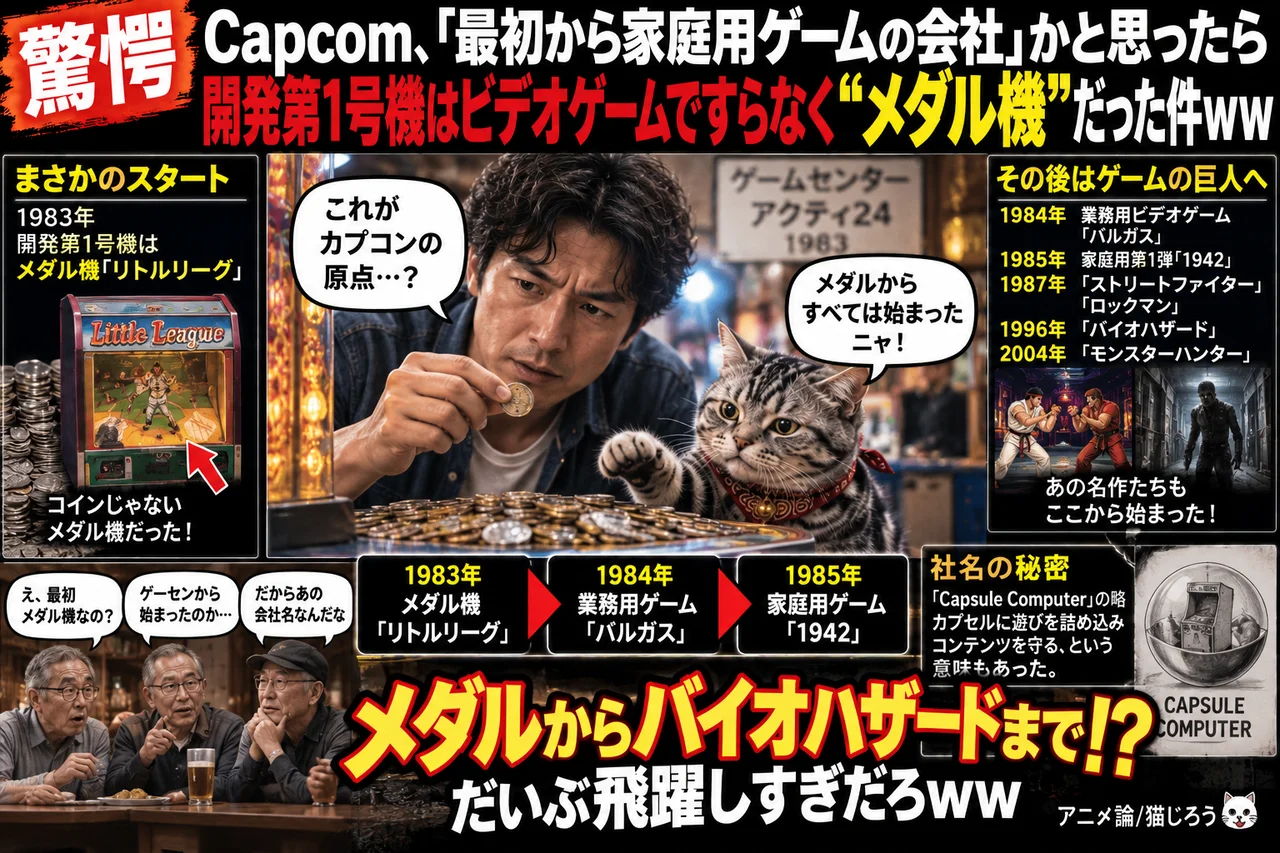 驚愕
Capcom、「最初から家庭用ゲームの会社」かと思ったら
開発第1号機はビデオゲームですらなく“メダル機”だった件ww
まさかのスタート
1983年
開発第1号機は
メダル機「リトルリーグ」
Little League
コインじゃない
メダル機だった!
これが
カプコンの
原点…?
ゲームセンター
アクティ24
1983
メダルから
すべては始まった
ニャ!
その後はゲームの巨人へ
1984年 業務用ビデオゲーム
「バルガス」
1985年 家庭用第1弾「1942」
1987年 「ストリートファイター」
「ロックマン」
1996年 「バイオハザード」
2004年 「モンスターハンター」
あの名作たちも
ここから始まった!
え、最初
メダル機なの?
ゲーセンから
始まったのか…
だからあの
会社名なんだな
1983年
メダル機
「リトルリーグ」
1984年
業務用ゲーム
「バルガス」
1985年
家庭用ゲーム
「1942」
社名の秘密
「Capsule Computer」の略
カプセルに遊びを詰め込み
コンテンツを守る、という
意味もあった。
CAPSULE
COMPUTER
メダルからバイオハザードまで!?
だいぶ飛躍しすぎだろww
アニメ論/猫じろう